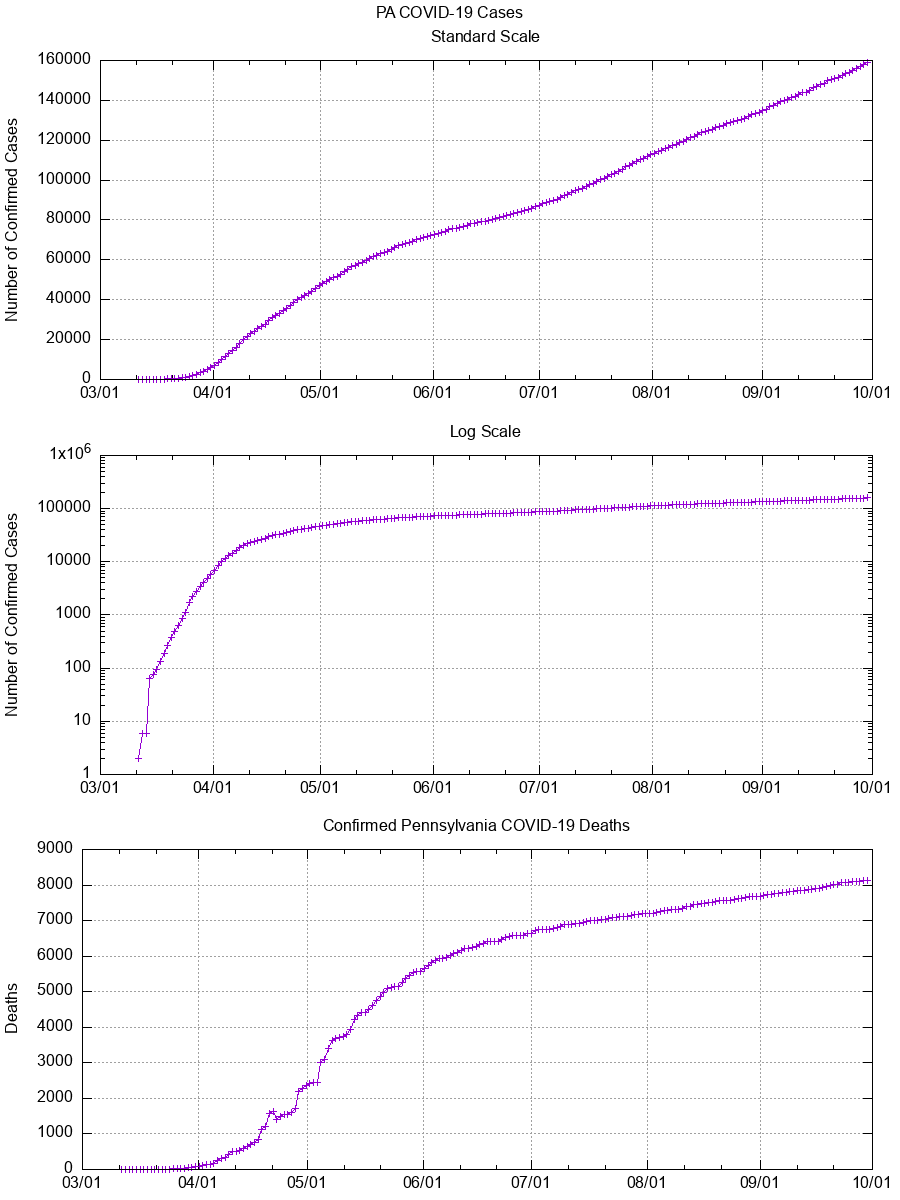 PA COVID-19 Cases
Standard Scale
Number of Confirmed Cases
160000
140000
120000
100000
80000
60000
40000
20000
0
03/01 04/01 05/01 06/01 07/01 08/01 09/01 10/01
Log Scale
Number of Confirmed Cases
1x10⁶
100000
10000
1000
100
10
1
03/01 04/01 05/01 06/01 07/01 08/01 09/01 10/01
Confirmed Pennsylvania COVID-19 Deaths
Deaths
9000
8000
7000
6000
5000
4000
3000
2000
1000
0
03/01 04/01 05/01 06/01 07/01 08/01 09/01 10/01